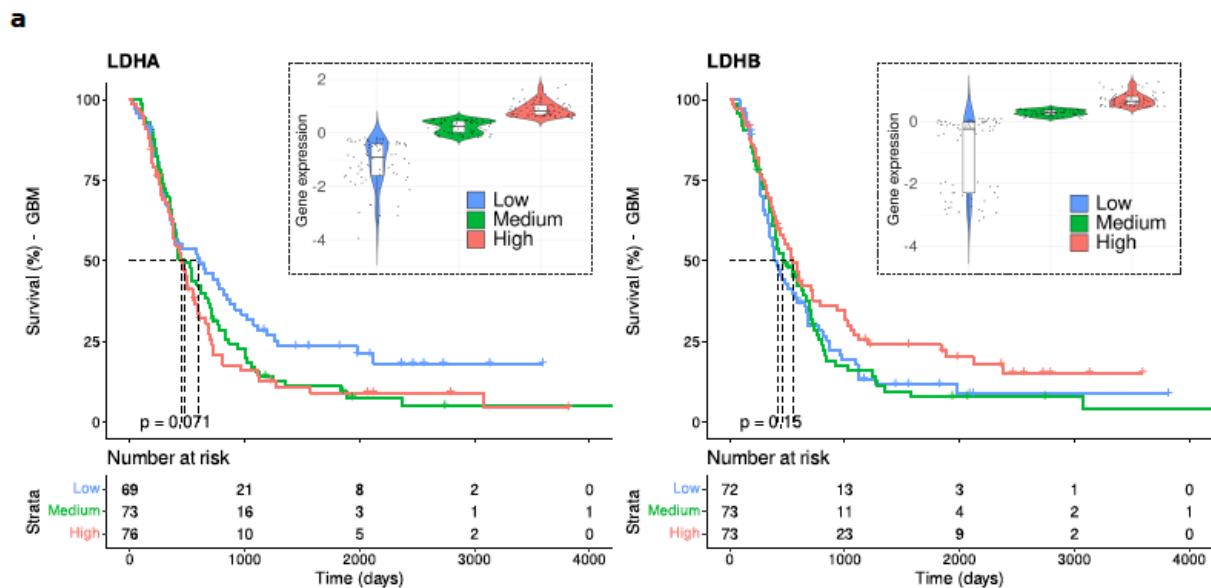 a
LDHA
Survival (%) - GBM
100
75
50
25
0
Gene expression
2
0
-2
-4
Low
Medium
High
p = 0.071
Number at risk
Strata
Low 69 21 8 2 0
Medium 73 16 3 1 1
High 76 10 5 2 0
0 1000 2000 3000 4000
Time (days)
LDHB
Survival (%) - GBM
100
75
50
25
0
Gene expression
0
-2
-4
Low
Medium
High
p = 0.15
Number at risk
Strata
Low 72 13 3 1 0
Medium 73 11 4 2 1
High 73 23 9 2 0
0 1000 2000 3000 4000
Time (days)